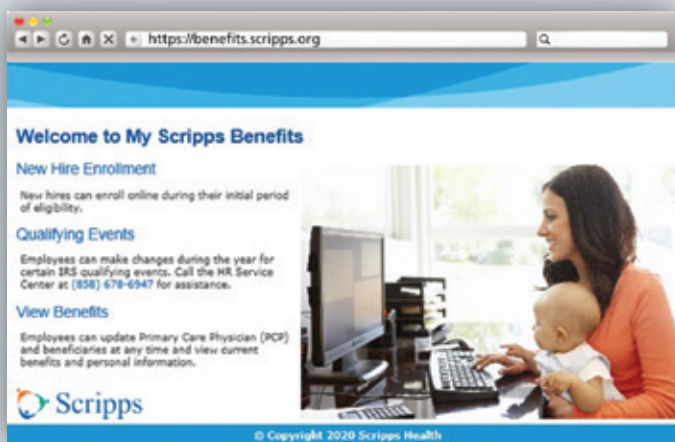 https://benefits.scripps.org
Welcome to My Scripps Benefits
New Hire Enrollment
New hires can enroll online during their initial period
of eligibility.
Qualifying Events
Employees can make changes during the year for
certain IRS qualifying events. Call the HR Service
Center at (858) 678-6947 for assistance.
View Benefits
Employees can update Primary Care Physician (PCP)
and beneficiaries at any time and view current
benefits and personal information.
Scripps
© Copyright 2020 Scripps Health